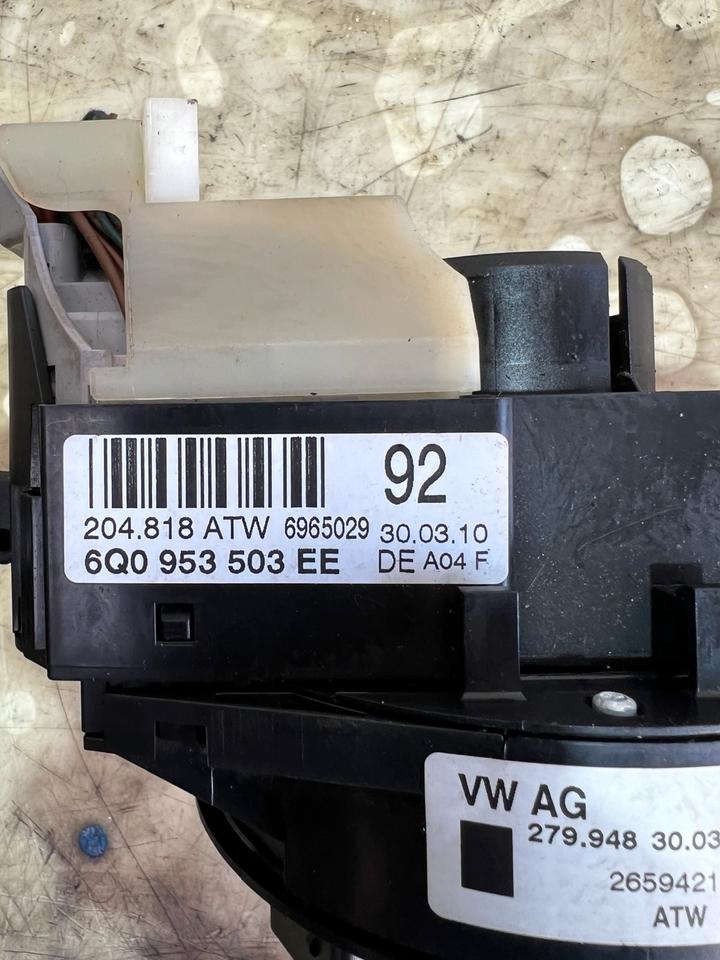 92
204.818 ATW 6965029 30.03.10
6Q0 953 503 EE DE A04 F
VW AG
279.948 30.03
2659421
ATW